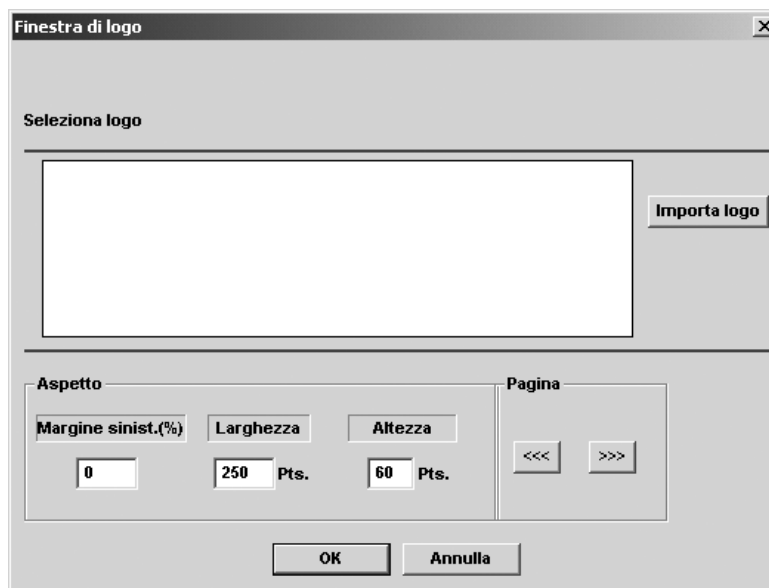 Finestra di logo
Seleziona logo
Importa logo
Aspetto
Pagina
Margine sinist.(%) Larghezza Altezza
0 250 Pts. 60 Pts. <<< >>>
OK Annulla